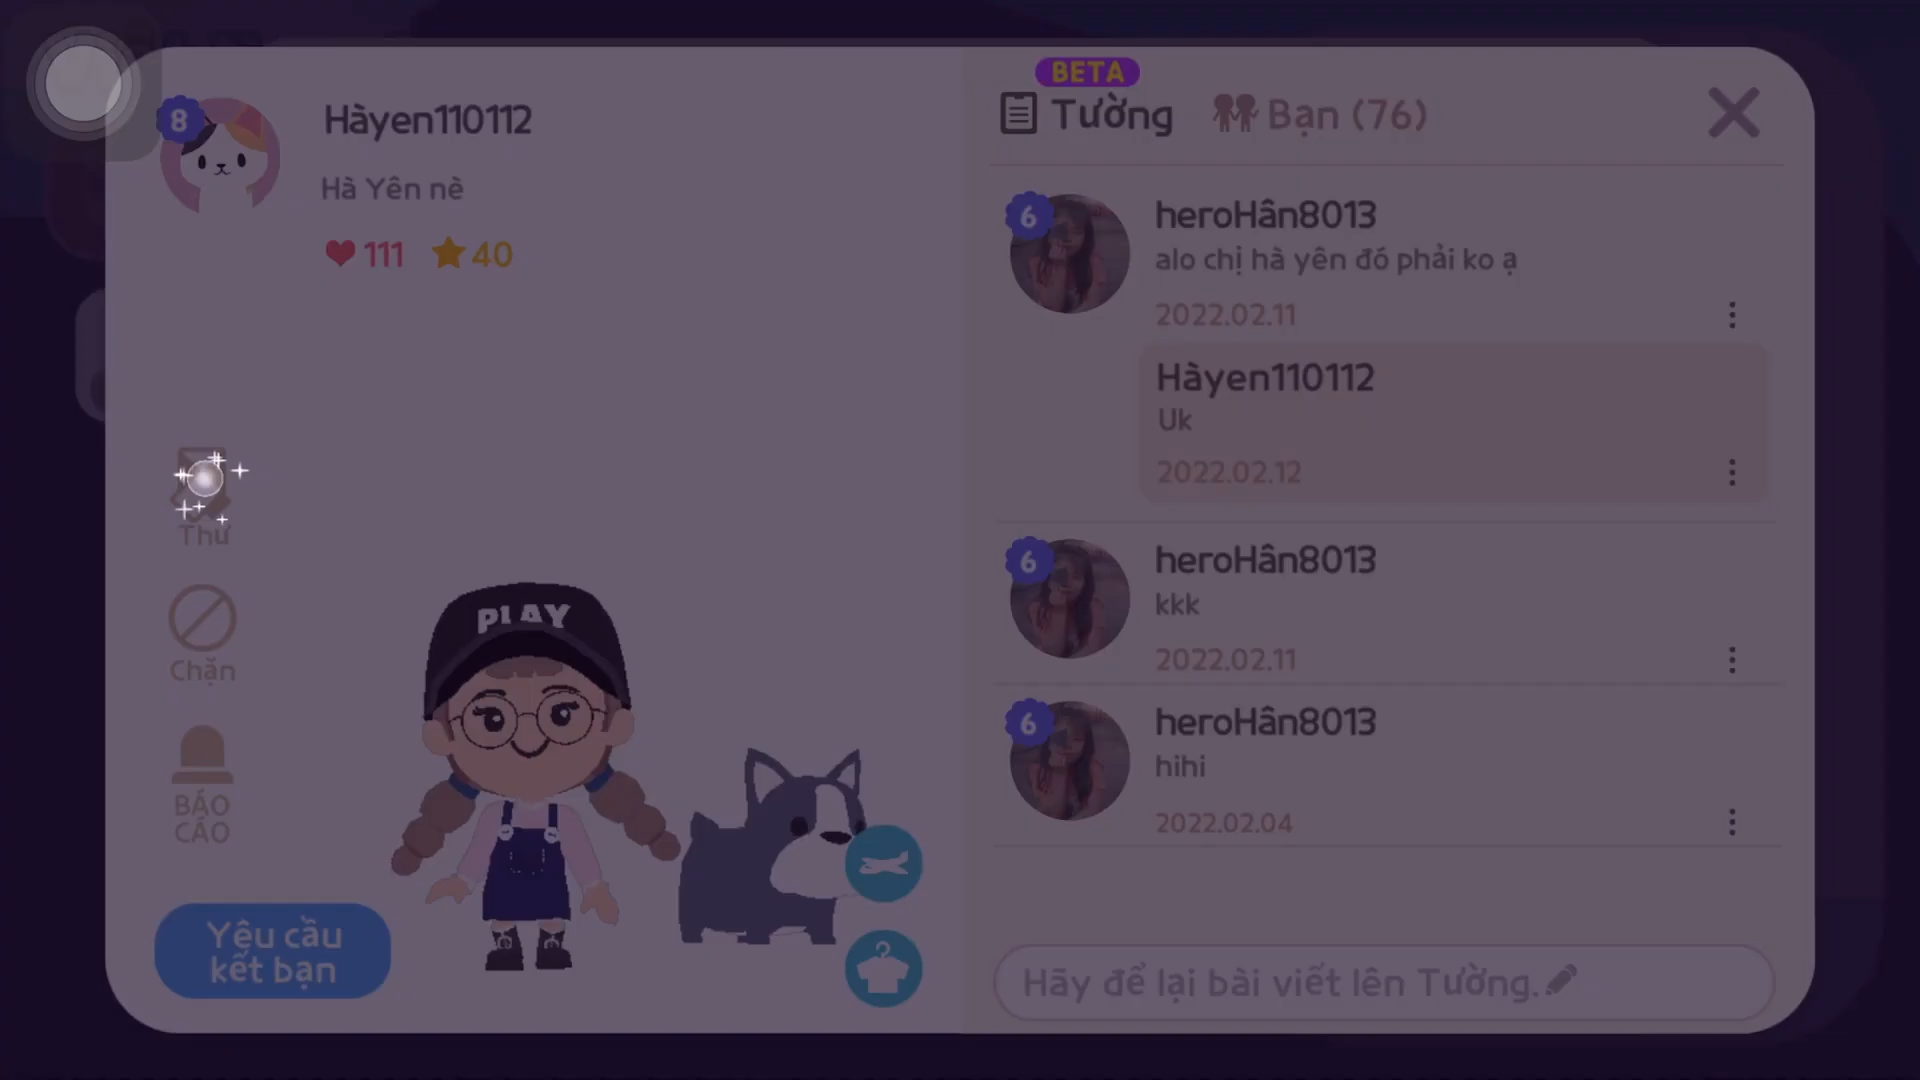 8
Hàyen110112
Hà Yên nè
111
40
Thư
Chặn
BÁO
CÁO
PLAY
Yêu cầu
kết bạn
BETA
Tường
Bạn (76)
6
heroHân8013
alo chị hà yên đó phải ko ạ
2022.02.11
Hàyen110112
Uk
2022.02.12
6
heroHân8013
kkk
2022.02.11
6
heroHân8013
hihi
2022.02.04
Hãy để lại bài viết lên Tường.